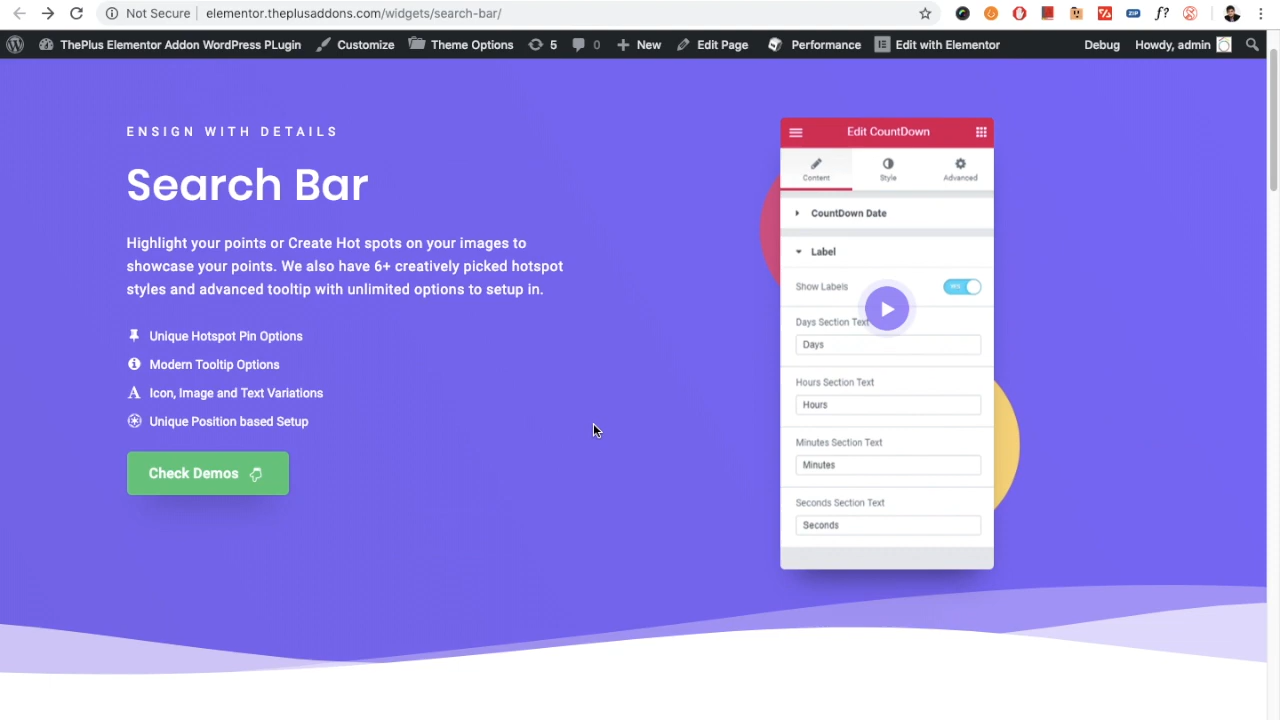 Not Secure elementor.theplusaddons.com/widgets/search-bar/
ZIP f?
ThePlus Elementor Addon WordPress PLugin Customize Theme Options 5 0 New Edit Page Performance Edit with Elementor Debug Howdy, admin
ENSIGN WITH DETAILS
Search Bar
Highlight your points or Create Hot spots on your images to
showcase your points. We also have 6+ creatively picked hotspot
styles and advanced tooltip with unlimited options to setup in.
Unique Hotspot Pin Options
Modern Tooltip Options
Icon, Image and Text Variations
Unique Position based Setup
Check Demos
Edit CountDown
Content Style Advanced
CountDown Date
Label
Show Labels YES
Days Section Text
Days
Hours Section Text
Hours
Minutes Section Text
Minutes
Seconds Section Text
Seconds